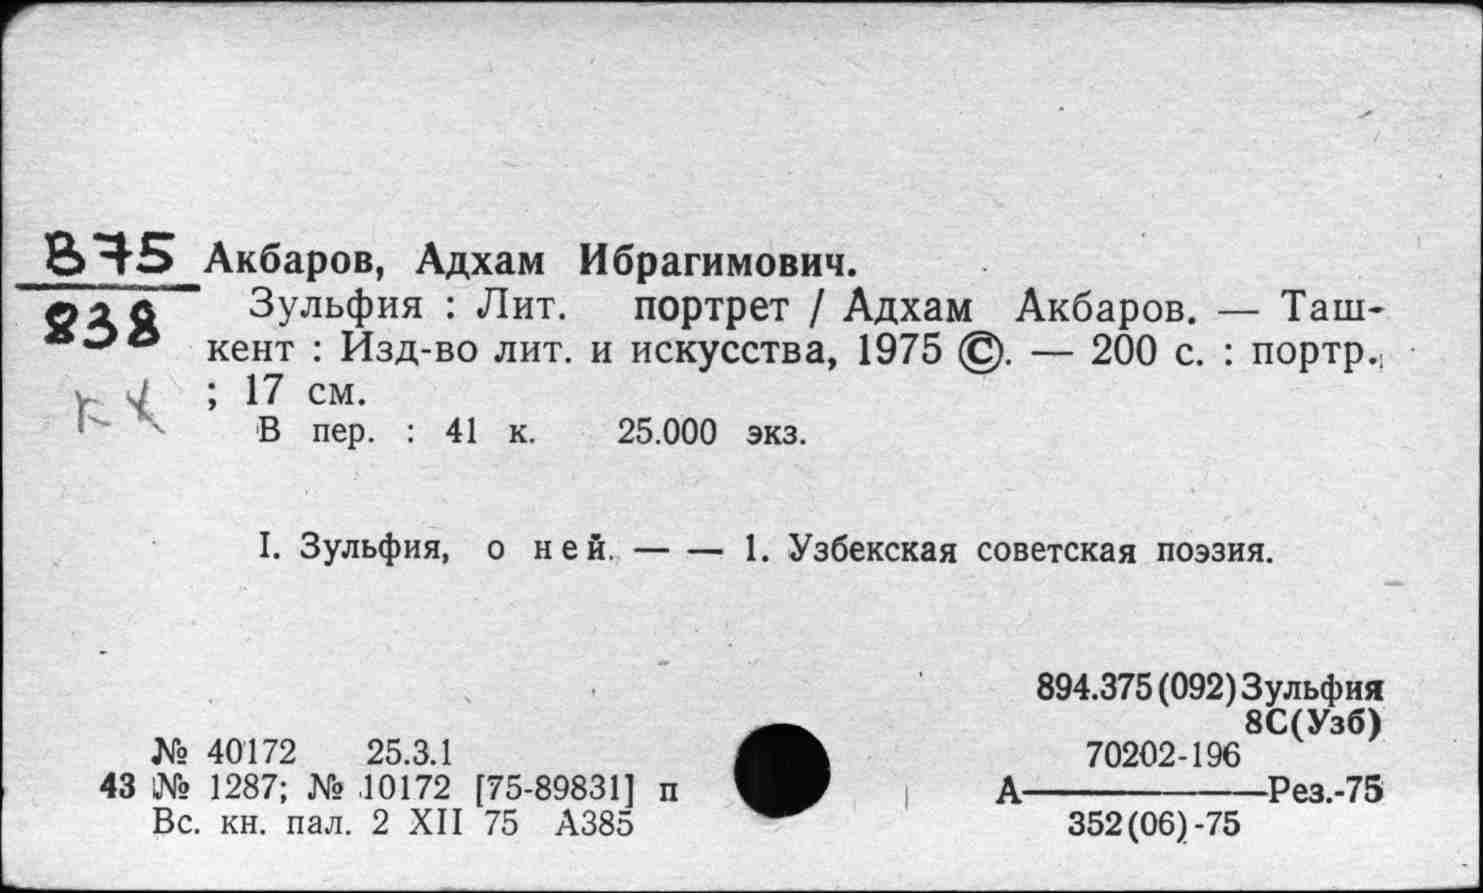 В75 Акбаров, Адхам Ибрагимович.
838 Зульфия : Лит. портрет / Адхам Акбаров. — Таш-
кент : Изд-во лит. и искусства, 1975 ©. — 200 с. : портр.
; 17 см.
В пер. : 41 к. 25.000 экз.
I. Зульфия, о ней. — — 1. Узбекская советская поэзия.
894.375(092)Зульфия
8С(Узб)
№ 40172 25.3.1
43 № 1287; № 10172 [75-89831] п
Вс. кн. пал. 2 XII 75 А385
70202-196
А————Рез.-75
352(06)-75